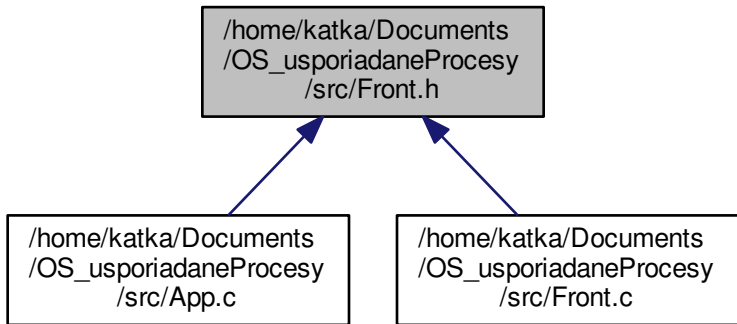 /home/katka/Documents
/OS_usporiadaneProcesy
/src/Front.h
/home/katka/Documents
/OS_usporiadaneProcesy
/src/App.c
/home/katka/Documents
/OS_usporiadaneProcesy
/src/Front.c